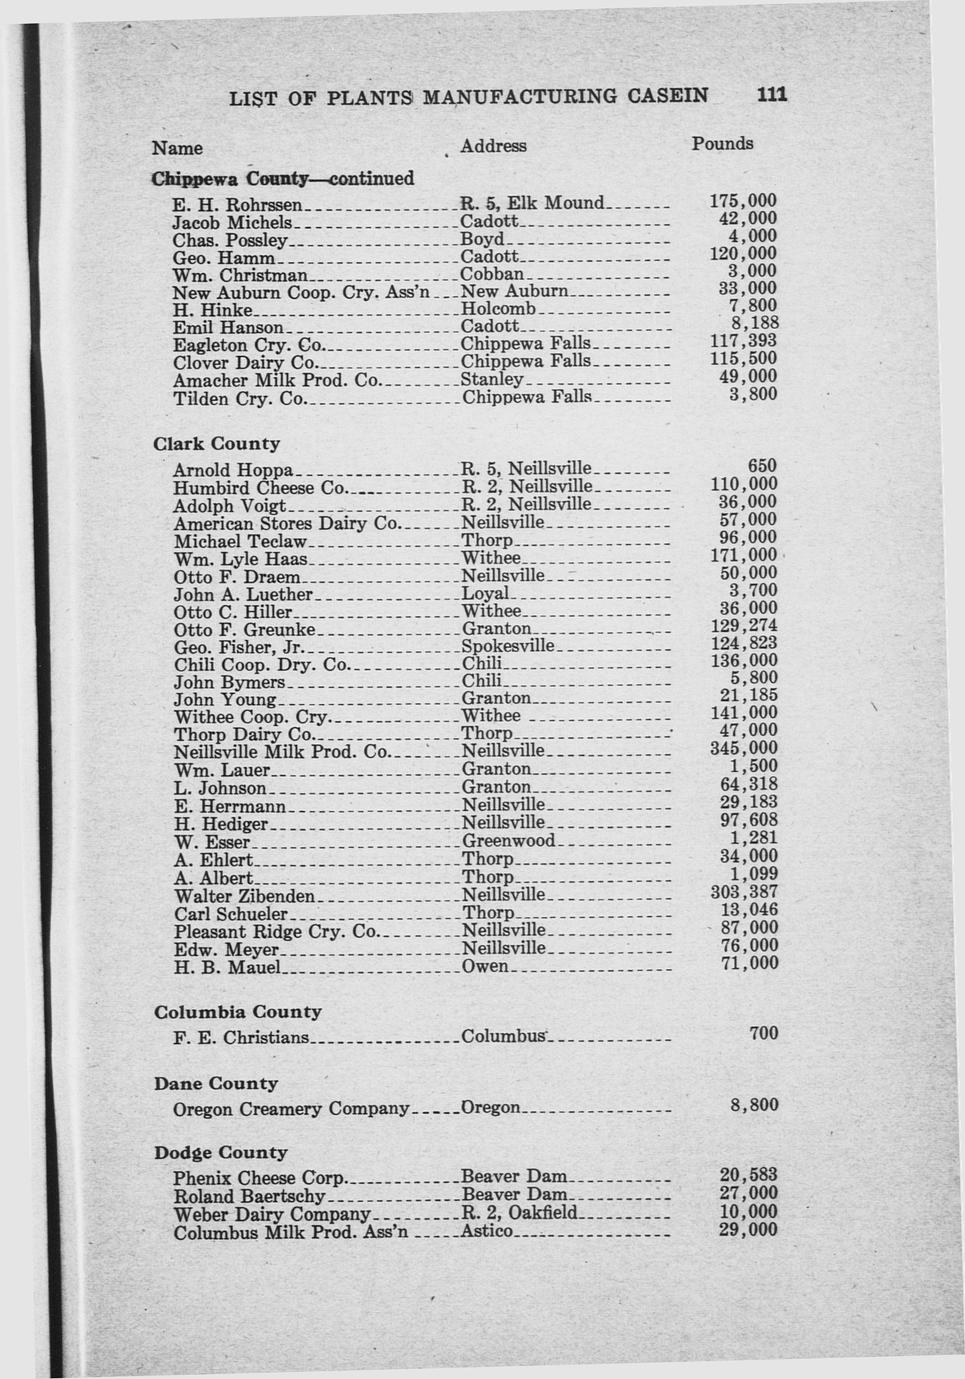 LIST OF PLANTS MANUFACTURING CASEIN 111
Name Address Pounds
Chippewa County—continued
E. H. Rohrssen R. 5, Elk Mound 175,000
Jacob Michels Cadott 42,000
Chas. Possley Boyd 4,000
Geo. Hamm Cadott 120,000
Wm. Christman Cobban 3,000
New Auburn Coop. Cry. Ass'n New Auburn 33,000
H. Hinke Holcomb 7,800
Emil Hanson Cadott 8,188
Eagleton Cry. Co. Chippewa Falls 117,393
Clover Dairy Co. Chippewa Falls 115,500
Amacher Milk Prod. Co. Stanley 49,000
Tilden Cry. Co. Chippewa Falls 3,800
Clark County
Arnold Hoppa R. 5, Neillsville 650
Humbird Cheese Co. R. 2, Neillsville 110,000
Adolph Voigt R. 2, Neillsville 36,000
American Stores Dairy Co. Neillsville 57,000
Michael Teclaw Thorp 96,000
Wm. Lyle Haas Withee 171,000
Otto F. Draem Neillsville 50,000
John A. Luether Loyal 3,700
Otto C. Hiller Withee 36,000
Otto F. Greunke Granton 129,274
Geo. Fisher, Jr. Spokesville 124,823
Chili Coop. Dry. Co. Chili 136,000
John Bymers Chili 5,800
John Young Granton 21,185
Withee Coop. Cry. Withee 141,000
Thorp Dairy Co. Thorp 47,000
Neillsville Milk Prod. Co. Neillsville 345,000
Wm. Lauer Granton 1,500
L. Johnson Granton 64,318
E. Herrmann Neillsville 29,183
H. Hediger Neillsville 97,608
W. Esser Greenwood 1,281
A. Ehlert Thorp 34,000
A. Albert Thorp 1,099
Walter Zibenden Neillsville 303,387
Carl Schueler Thorp 13,046
Pleasant Ridge Cry. Co. Neillsville 87,000
Edw. Meyer Neillsville 76,000
H. B. Mauel Owen 71,000
Columbia County
F. E. Christians Columbus 700
Dane County
Oregon Creamery Company Oregon 8,800
Dodge County
Phenix Cheese Corp. Beaver Dam 20,583
Roland Baertschy Beaver Dam 27,000
Weber Dairy Company R. 2, Oakfield 10,000
Columbus Milk Prod. Ass'n Astico 29,000